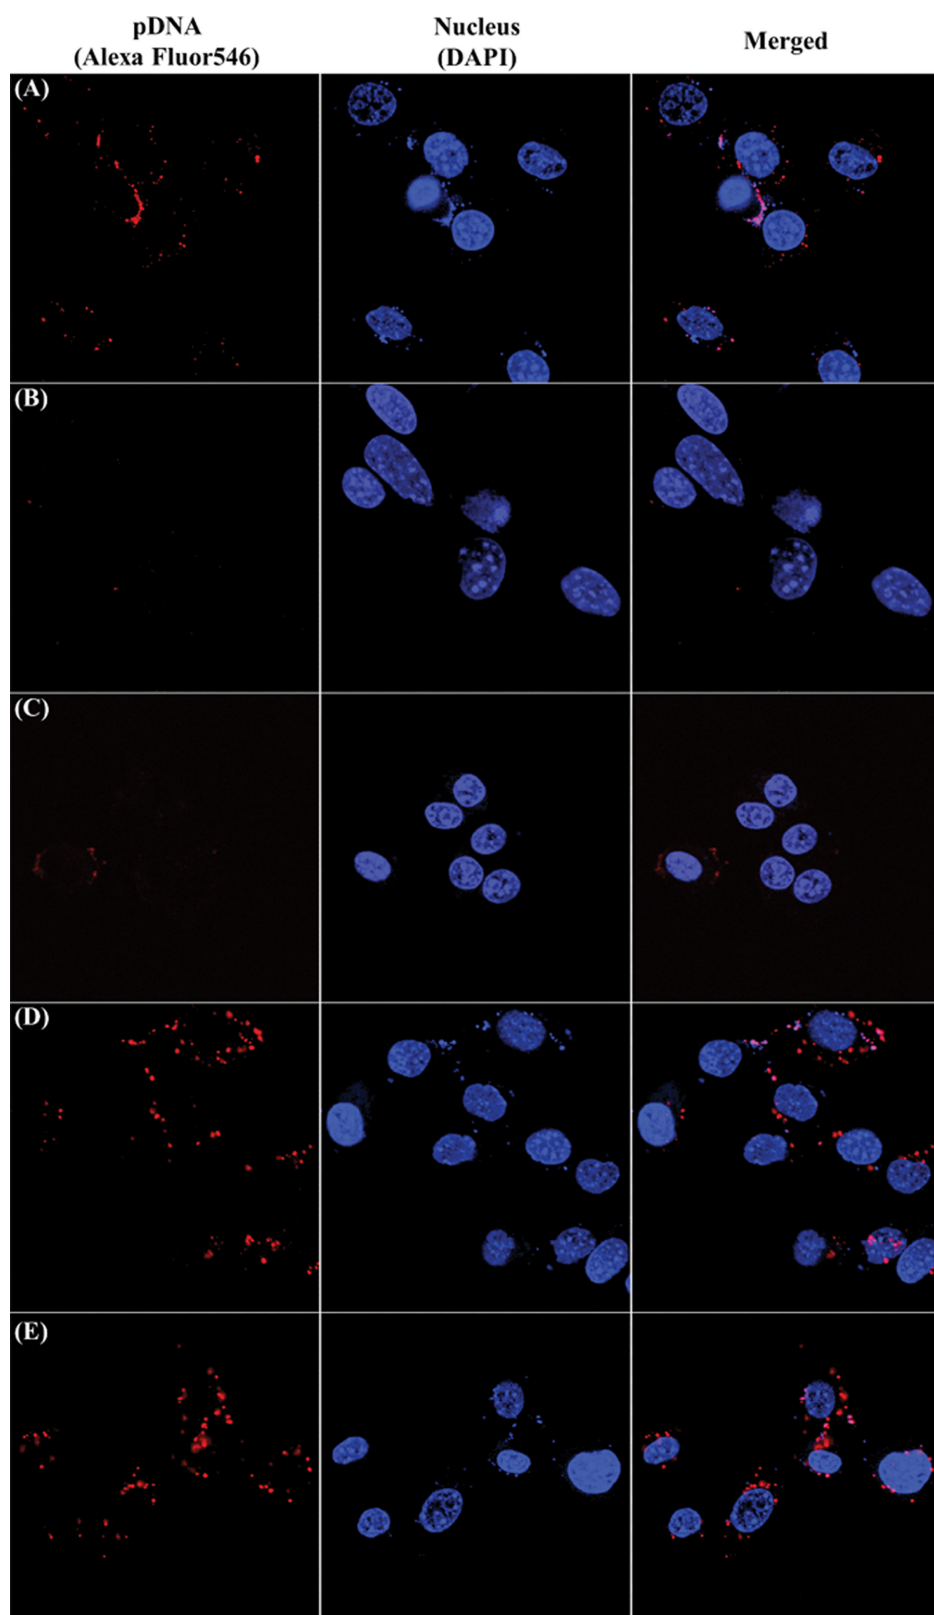 pDNA
(Alexa Fluor546)
Nucleus
(DAPI)
Merged
(A)
(B)
(C)
(D)
(E)